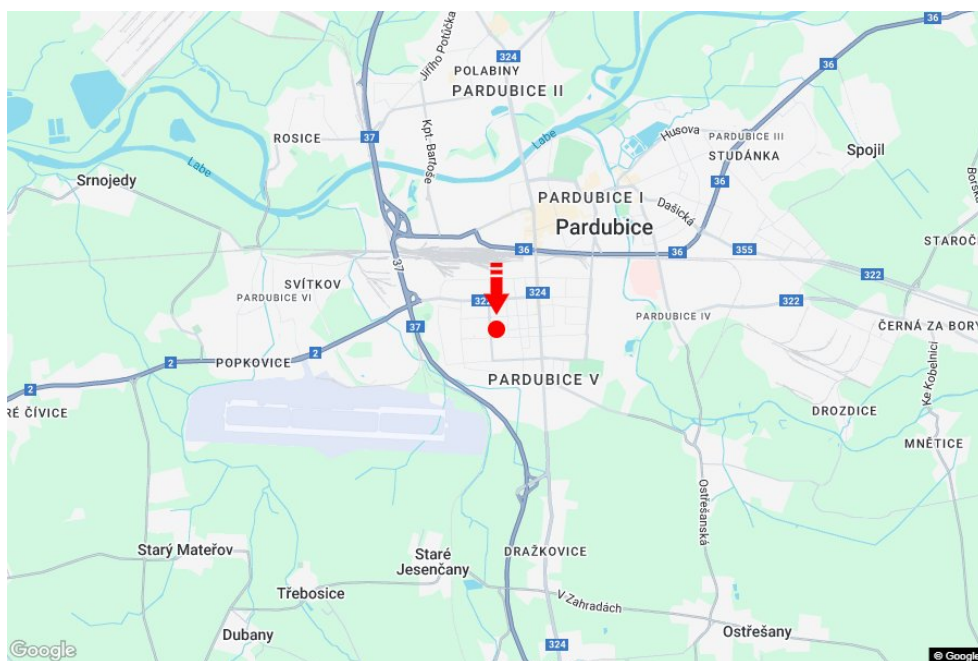 36
324
Jiřího Potůčka
POLABINY
PARDUBICE II
36
37
Kpt. Bartoše
Labe
Husova
PARDUBICE III
STUDÁNKA
Spojil
ROSICE
Labe
Srnojedy
36
PARDUBICE I
Dašická
Pardubice
STAROČ
36
36
355
37
322
SVÍTKOV
PARDUBICE VI
324
322
322
PARDUBICE IV
37
ČERNÁ ZA BORY
2
POPKOVICE
2
2
PARDUBICE V
Ke Kobelnici
RÉ ČÍVICE
DROZDICE
MNĚTICE
Ostřešanská
Starý Mateřov
Staré
Jesenčany
DRAŽKOVICE
Třebosice
V Zahradách
Dubany
324
Ostřešany
Google
© Google